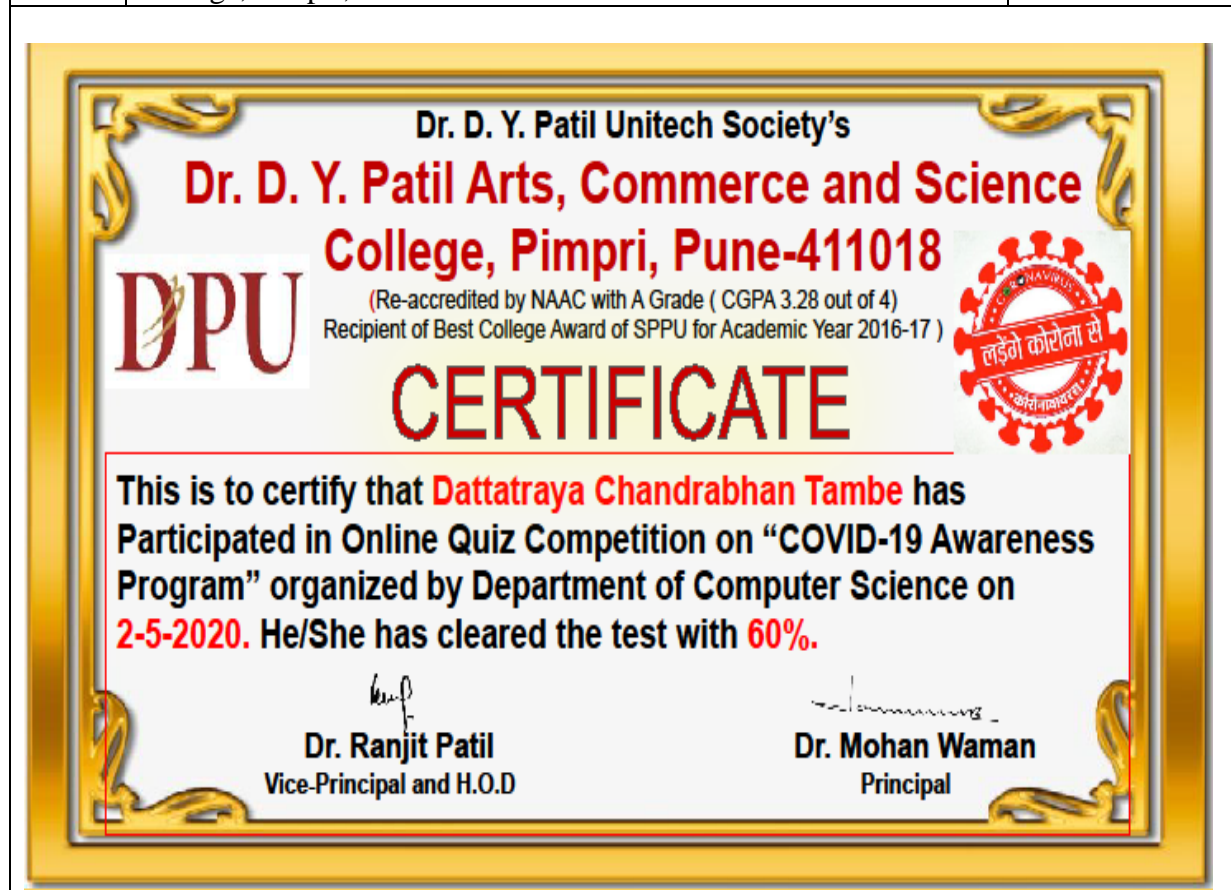 Dr. D. Y. Patil Unitech Society’s
Dr. D. Y. Patil Arts, Commerce and Science
College, Pimpri, Pune-411018
(Re-accredited by NAAC with A Grade ( CGPA 3.28 out of 4)
Recipient of Best College Award of SPPU for Academic Year 2016-17 )
DPU
CORONAVIRUS
लड़ेंगे कोरोना से
कोरोनावायरस
CERTIFICATE
This is to certify that Dattatraya Chandrabhan Tambe has
Participated in Online Quiz Competition on “COVID-19 Awareness
Program” organized by Department of Computer Science on
2-5-2020. He/She has cleared the test with 60%.
Dr. Ranjit Patil
Vice-Principal and H.O.D
Dr. Mohan Waman
Principal